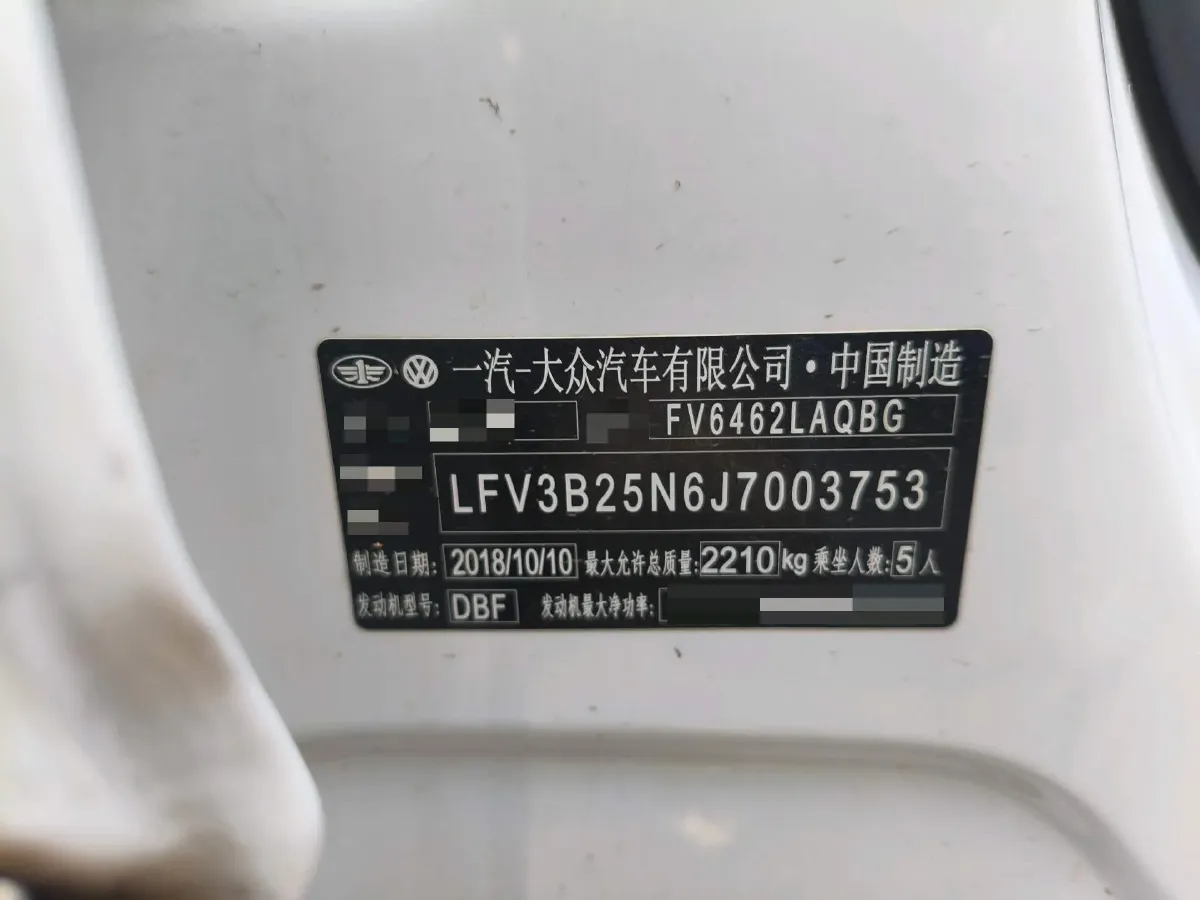 一汽-大众汽车有限公司·中国制造
FV6462LAQBG
LFV3B25N6J7003753
制造日期: 2018/10/10 最大允许总质量: 2210 kg 乘坐人数: 5 人
发动机型号: DBF 发动机最大净功率: